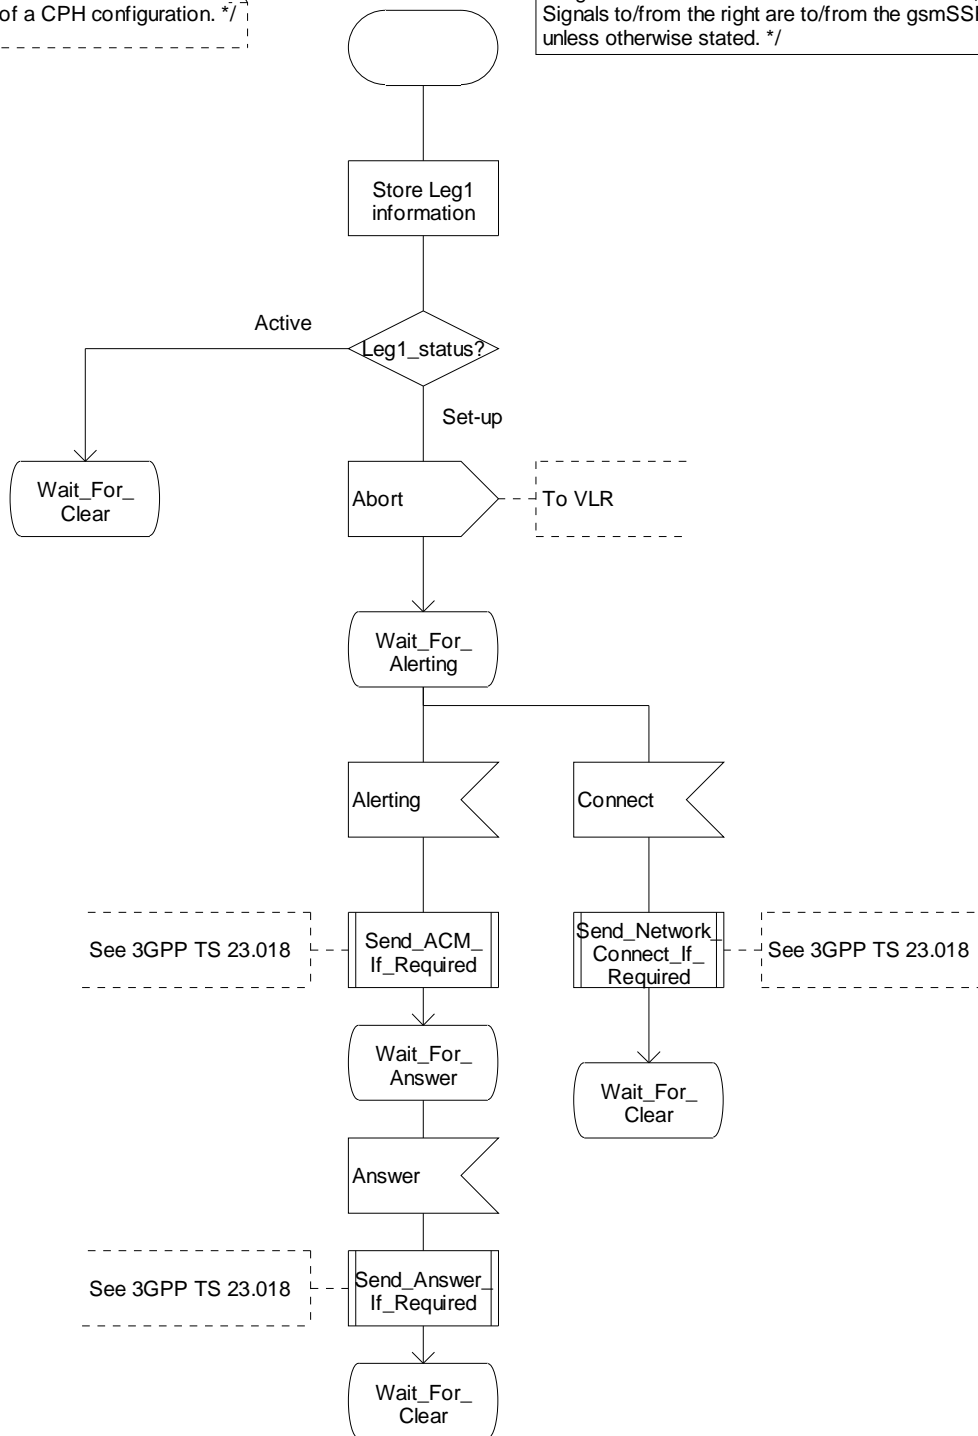 of a CPH configuration. */
Signals to/from the right are to/from the gsmSSF
unless otherwise stated. */
Store Leg1
information
Active
Leg1_status?
Set-up
Wait_For_
Clear
Abort
To VLR
Wait_For_
Alerting
Alerting
Connect
See 3GPP TS 23.018
Send_ACM_
If_Required
Send_Network_
Connect_If_
Required
See 3GPP TS 23.018
Wait_For_
Answer
Wait_For_
Clear
Answer
See 3GPP TS 23.018
Send_Answer_
If_Required
Wait_For_
Clear